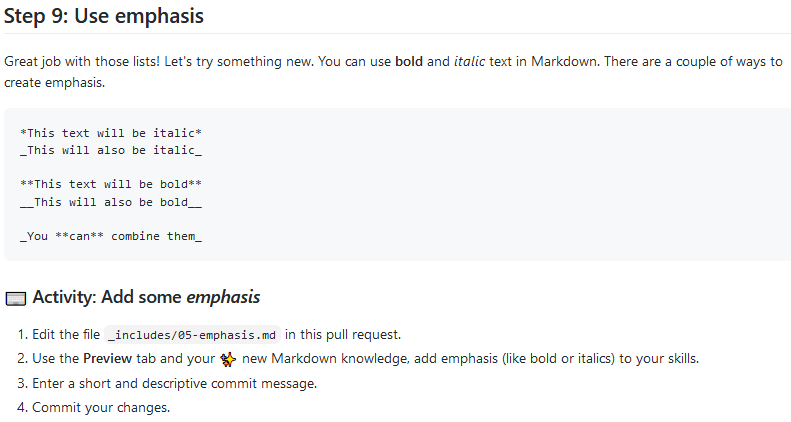 Step 9: Use emphasis
Great job with those lists! Let's try something new. You can use bold and italic text in Markdown. There are a couple of ways to
create emphasis.
*This text will be italic*
_This will also be italic_
**This text will be bold**
__This will also be bold__
_You **can** combine them_
Activity: Add some emphasis
1. Edit the file _includes/05-emphasis.md in this pull request.
2. Use the Preview tab and your ✨ new Markdown knowledge, add emphasis (like bold or italics) to your skills.
3. Enter a short and descriptive commit message.
4. Commit your changes.